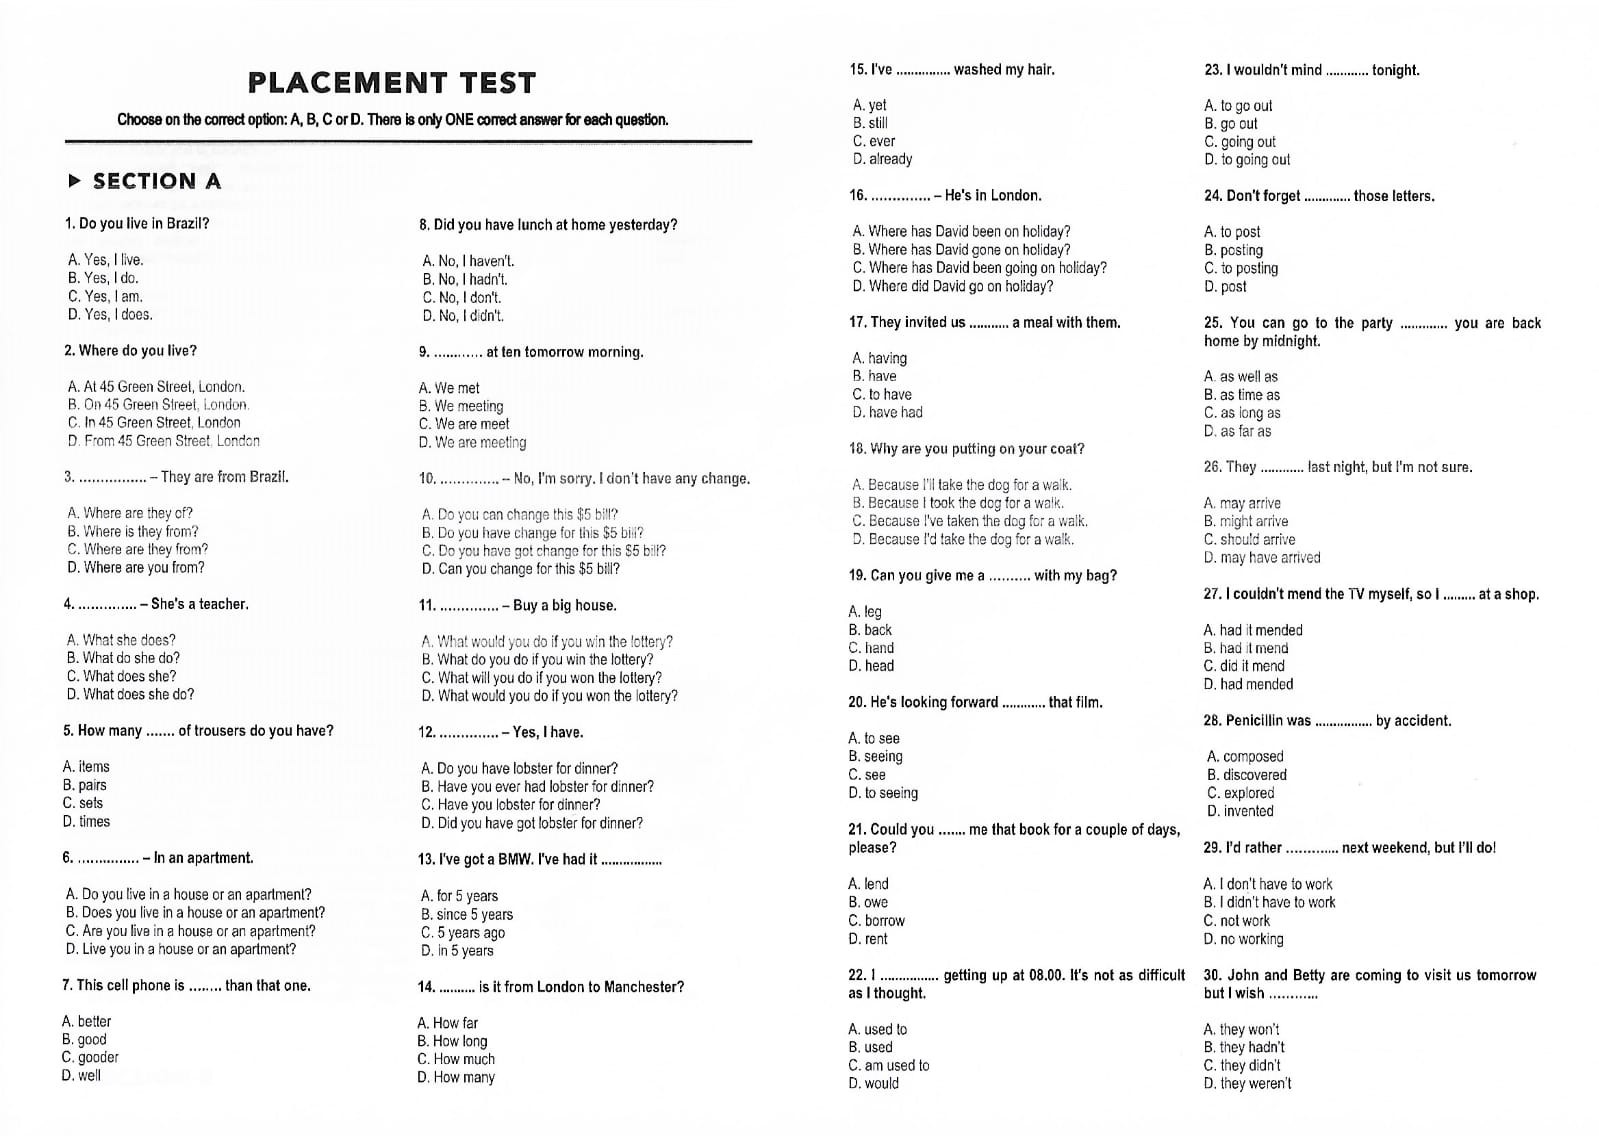 PLACEMENT TEST
Choose on the correct option: A, B, C or D. There is only ONE correct answer for each question.
► SECTION A
1. Do you live in Brazil?
A. Yes, I live.
B. Yes, I do.
C. Yes, I am.
D. Yes, I does.
2. Where do you live?
A. At 45 Green Street, London.
B. On 45 Green Street, London.
C. In 45 Green Street, London
D. From 45 Green Street, London
3. ................ – They are from Brazil.
A. Where are they of?
B. Where is they from?
C. Where are they from?
D. Where are you from?
4. .............. – She's a teacher.
A. What she does?
B. What do she do?
C. What does she?
D. What does she do?
5. How many ....... of trousers do you have?
A. items
B. pairs
C. sets
D. times
6. ............... – In an apartment.
A. Do you live in a house or an apartment?
B. Does you live in a house or an apartment?
C. Are you live in a house or an apartment?
D. Live you in a house or an apartment?
7. This cell phone is ........ than that one.
A. better
B. good
C. gooder
D. well
8. Did you have lunch at home yesterday?
A. No, I haven't.
B. No, I hadn't.
C. No, I don't.
D. No, I didn't.
9. ............ at ten tomorrow morning.
A. We met
B. We meeting
C. We are meet
D. We are meeting
10. .............. – No, I'm sorry. I don't have any change.
A. Do you can change this $5 bill?
B. Do you have change for this $5 bill?
C. Do you have got change for this $5 bill?
D. Can you change for this $5 bill?
11. .............. – Buy a big house.
A. What would you do if you win the lottery?
B. What do you do if you win the lottery?
C. What will you do if you won the lottery?
D. What would you do if you won the lottery?
12. .............. – Yes, I have.
A. Do you have lobster for dinner?
B. Have you ever had lobster for dinner?
C. Have you lobster for dinner?
D. Did you have got lobster for dinner?
13. I've got a BMW. I've had it ................
A. for 5 years
B. since 5 years
C. 5 years ago
D. in 5 years
14. .......... is it from London to Manchester?
A. How far
B. How long
C. How much
D. How many
15. I've .............. washed my hair.
A. yet
B. still
C. ever
D. already
16. .............. – He's in London.
A. Where has David been on holiday?
B. Where has David gone on holiday?
C. Where has David been going on holiday?
D. Where did David go on holiday?
17. They invited us .......... a meal with them.
A. having
B. have
C. to have
D. have had
18. Why are you putting on your coat?
A. Because I'll take the dog for a walk.
B. Because I took the dog for a walk.
C. Because I've taken the dog for a walk.
D. Because I'd take the dog for a walk.
19. Can you give me a .......... with my bag?
A. leg
B. back
C. hand
D. head
20. He's looking forward ........... that film.
A. to see
B. seeing
C. see
D. to seeing
21. Could you ....... me that book for a couple of days,
please?
A. lend
B. owe
C. borrow
D. rent
22. I ............... getting up at 08.00. It's not as difficult
as I thought.
A. used to
B. used
C. am used to
D. would
23. I wouldn't mind ........... tonight.
A. to go out
B. go out
C. going out
D. to going out
24. Don't forget ............ those letters.
A. to post
B. posting
C. to posting
D. post
25. You can go to the party ............ you are back
home by midnight.
A. as well as
B. as time as
C. as long as
D. as far as
26. They ........... last night, but I'm not sure.
A. may arrive
B. might arrive
C. should arrive
D. may have arrived
27. I couldn't mend the TV myself, so I ........ at a shop.
A. had it mended
B. had it mend
C. did it mend
D. had mended
28. Penicillin was ............... by accident.
A. composed
B. discovered
C. explored
D. invented
29. I'd rather ............. next weekend, but I'll do!
A. I don't have to work
B. I didn't have to work
C. not work
D. no working
30. John and Betty are coming to visit us tomorrow
but I wish ............
A. they won't
B. they hadn't
C. they didn't
D. they weren't